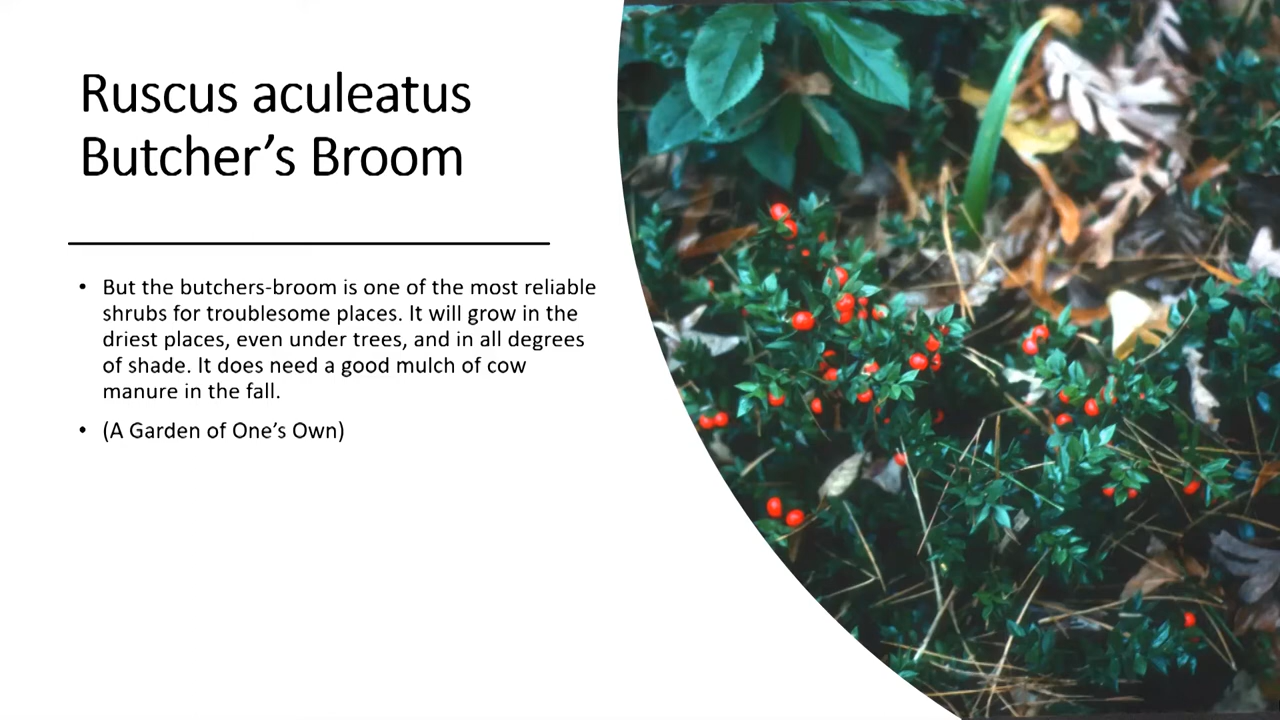 Ruscus aculeatus
Butcher’s Broom
• But the butchers-broom is one of the most reliable
shrubs for troublesome places. It will grow in the
driest places, even under trees, and in all degrees
of shade. It does need a good mulch of cow
manure in the fall.
• (A Garden of One’s Own)